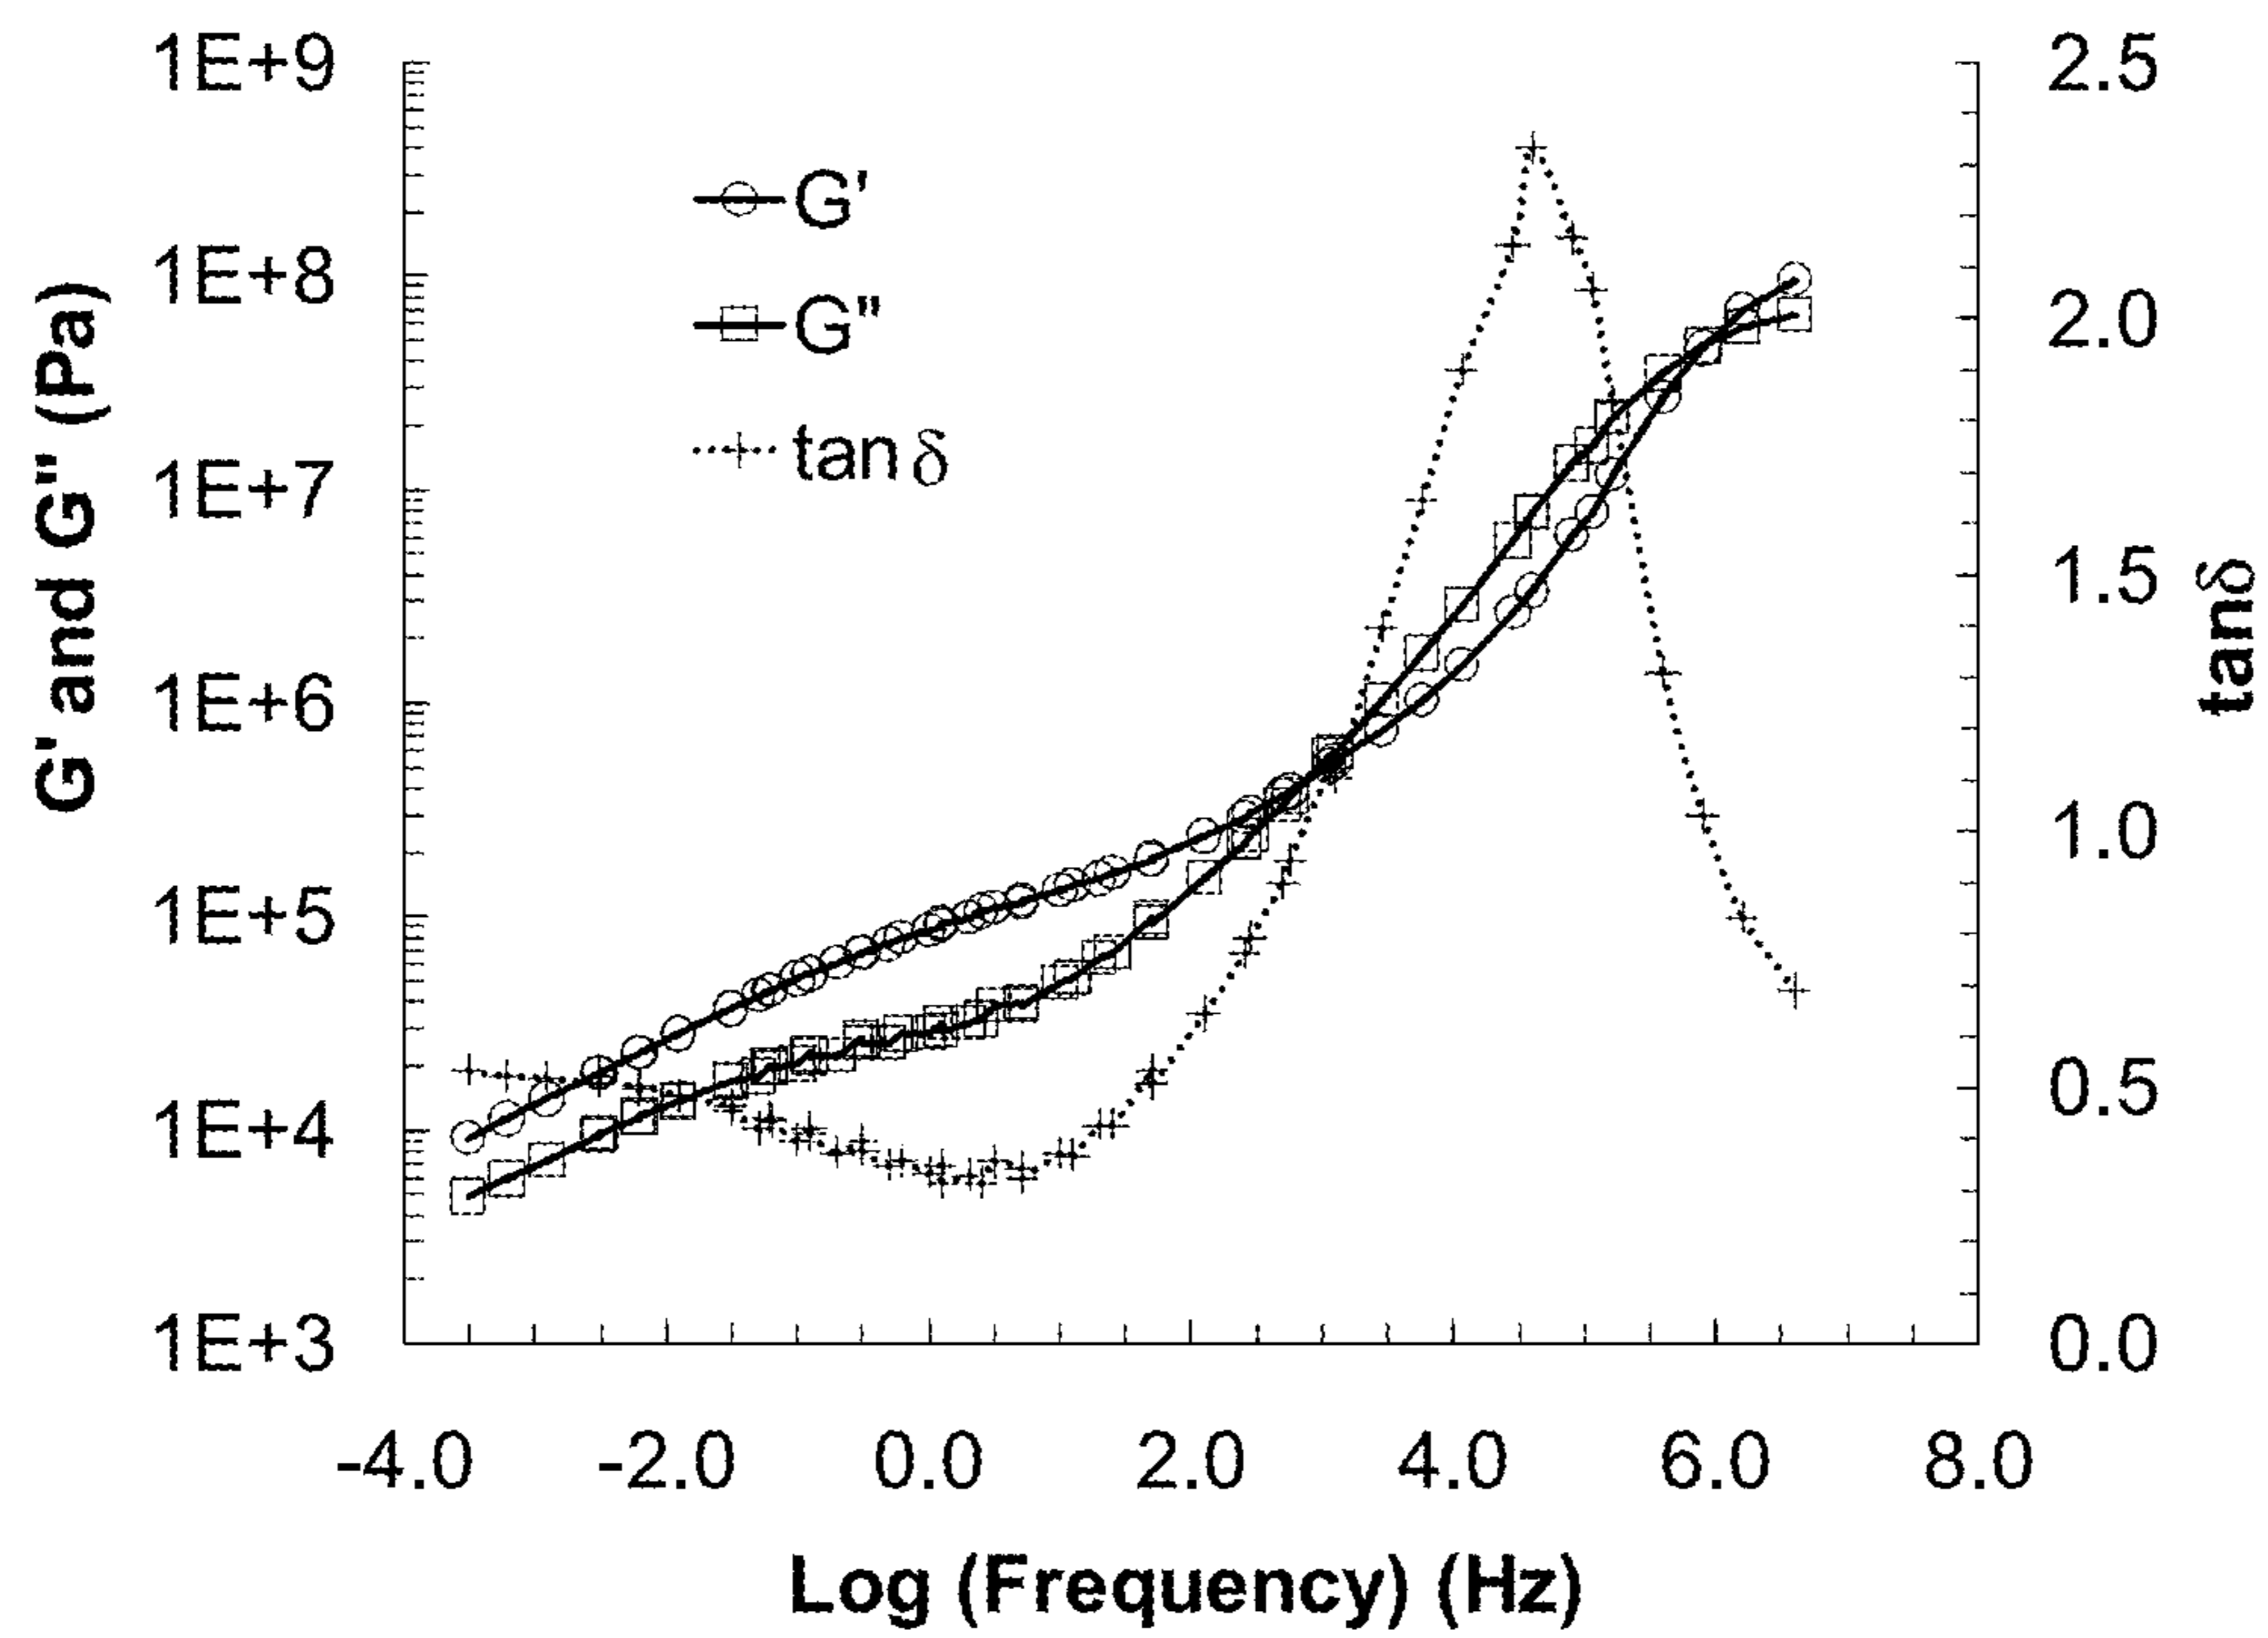 1E+9
1E+8
1E+7
1E+6
1E+5
1E+4
1E+3
G' and G" (Pa)
G'
G"
tan δ
2.5
2.0
1.5
1.0
0.5
0.0
tanδ
-4.0 -2.0 0.0 2.0 4.0 6.0 8.0
Log (Frequency) (Hz)